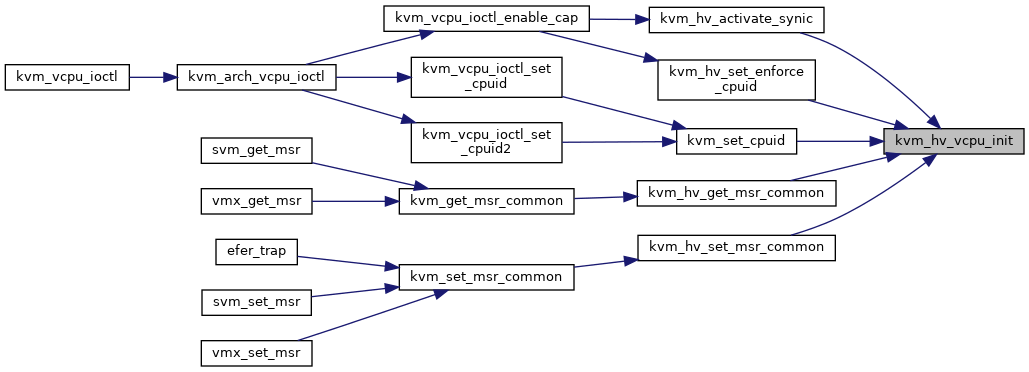 kvm_vcpu_ioctl_enable_cap
kvm_hv_activate_synic
kvm_vcpu_ioctl
kvm_arch_vcpu_ioctl
kvm_vcpu_ioctl_set
_cpuid
kvm_hv_set_enforce
_cpuid
kvm_vcpu_ioctl_set
_cpuid2
kvm_set_cpuid
kvm_hv_vcpu_init
svm_get_msr
vmx_get_msr
kvm_get_msr_common
kvm_hv_get_msr_common
efer_trap
kvm_hv_set_msr_common
kvm_set_msr_common
svm_set_msr
vmx_set_msr